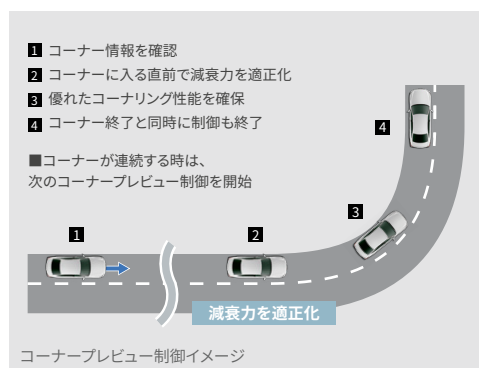 1 コーナー情報を確認
2 コーナーに入る直前で減衰力を適正化
3 優れたコーナリング性能を確保
4 コーナー終了と同時に制御も終了
■コーナーが連続する時は、
次のコーナープレビュー制御を開始
4
3
1
2
減衰力を適正化
コーナープレビュー制御イメージ